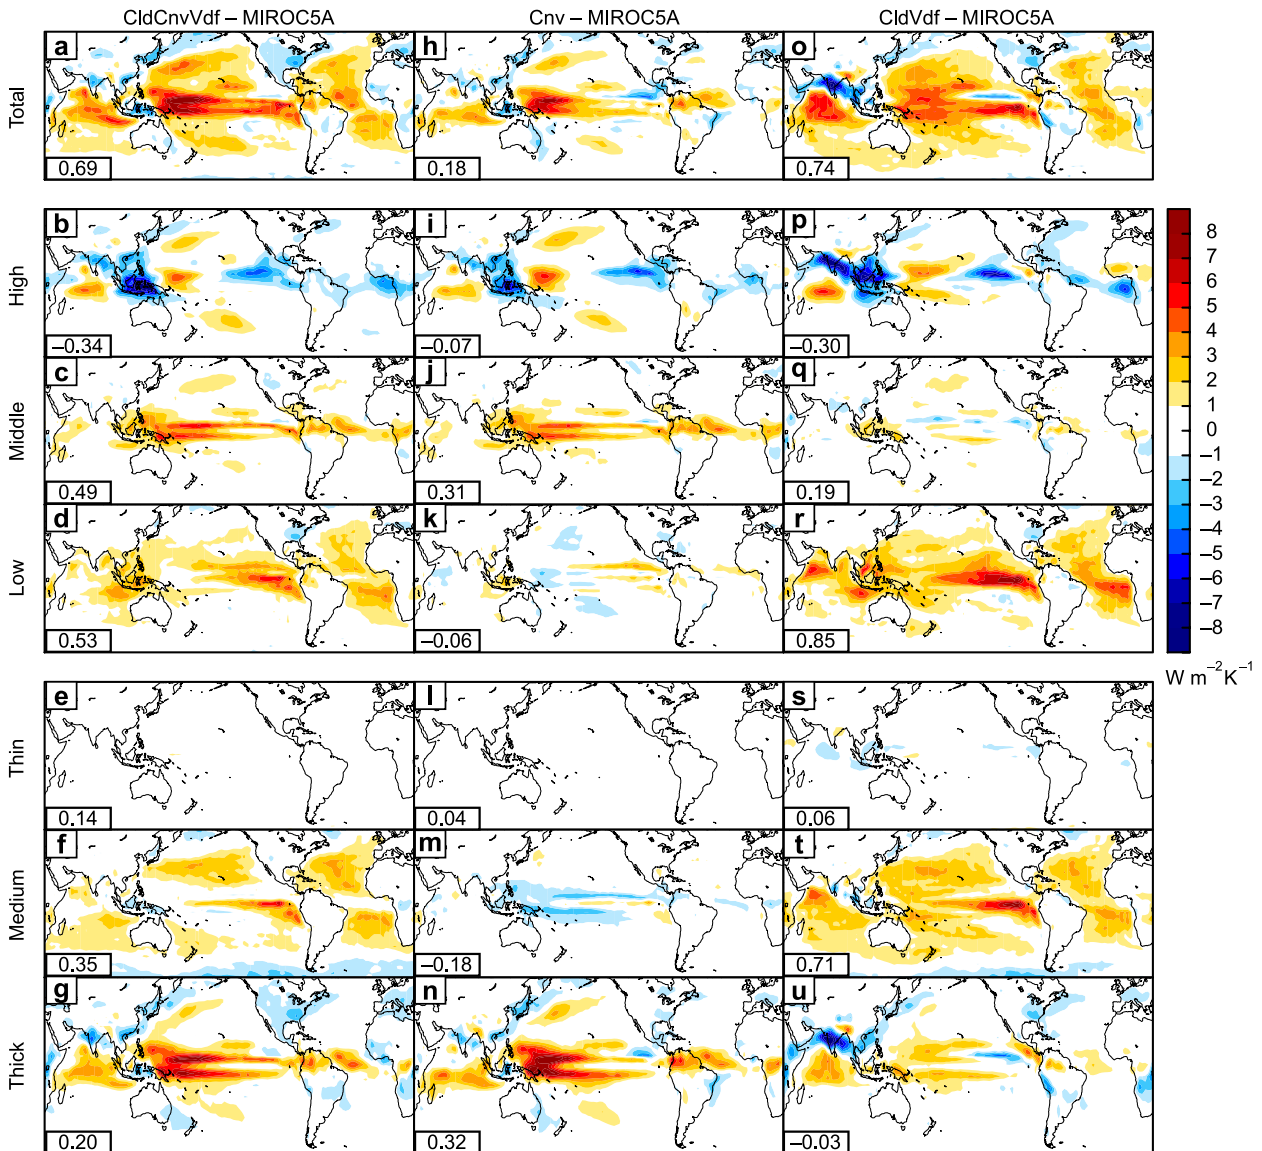 CldCnvVdf – MIROC5A Cnv – MIROC5A CldVdf – MIROC5A
Total a 0.69 h 0.18 o 0.74
High b –0.34 i –0.07 p –0.30
Middle c 0.49 j 0.31 q 0.19
Low d 0.53 k –0.06 r 0.85
Thin e 0.14 l 0.04 s 0.06
Medium f 0.35 m –0.18 t 0.71
Thick g 0.20 n 0.32 u –0.03
8
7
6
5
4
3
2
1
0
–1
–2
–3
–4
–5
–6
–7
–8
W m⁻²K⁻¹